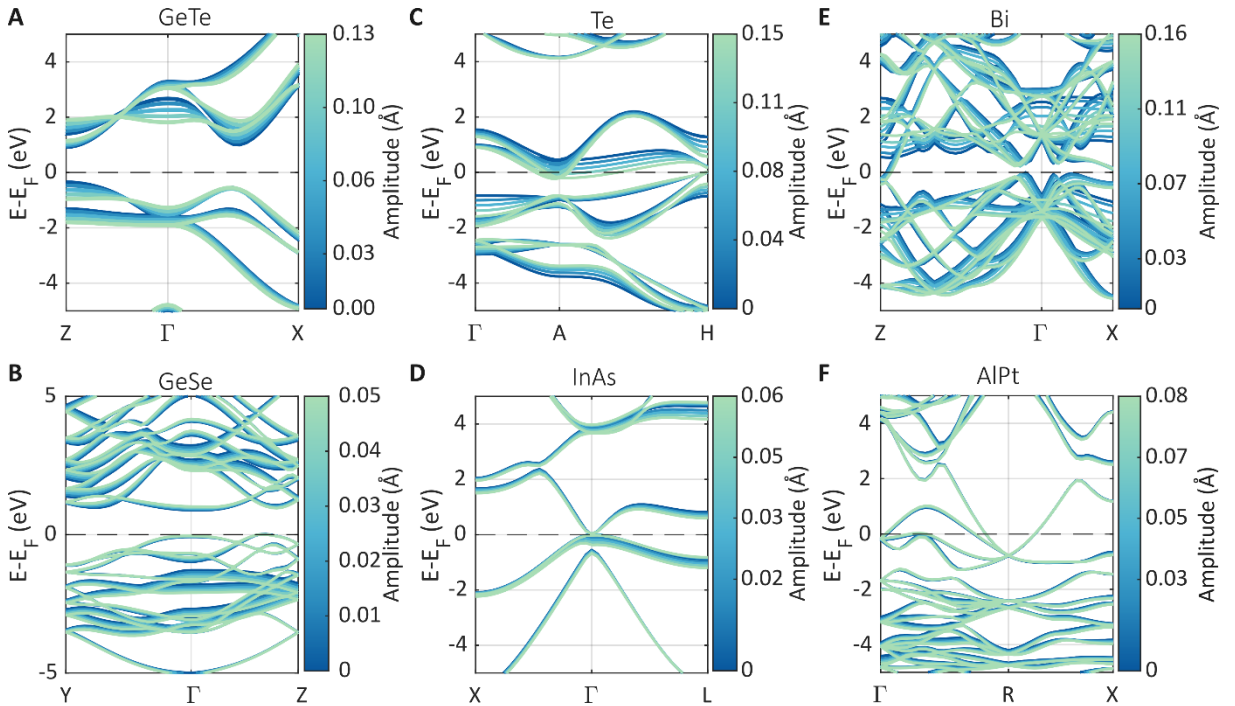 A
GeTe
E-E_F (eV)
4
2
0
-2
-4
Z
Γ
X
0.13
0.10
0.06
0.03
0.00
Amplitude (Å)
C
Te
E-E_F (eV)
4
2
0
-2
-4
Γ
A
H
0.15
0.11
0.08
0.04
0
Amplitude (Å)
E
Bi
E-E_F (eV)
4
2
0
-2
-4
Z
Γ
X
0.16
0.11
0.07
0.03
0
Amplitude (Å)
B
GeSe
E-E_F (eV)
5
0
-5
Y
Γ
Z
0.05
0.04
0.03
0.01
0
Amplitude (Å)
D
InAs
E-E_F (eV)
4
2
0
-2
-4
X
Γ
L
0.06
0.05
0.03
0.02
0
Amplitude (Å)
F
AlPt
E-E_F (eV)
4
2
0
-2
-4
Γ
R
X
0.08
0.07
0.03
0.03
0
Amplitude (Å)